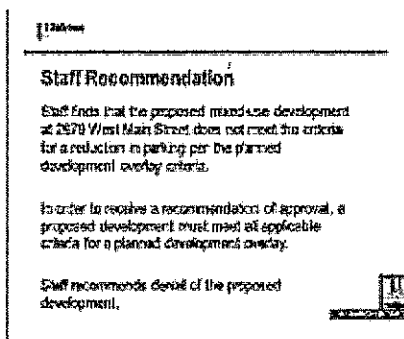 Staff Recommendation
Staff finds that the proposed mixed-use development
at 2679 West Main Street does not meet the criteria
for a reduction in parking per the planned
development overlay criteria.
In order to receive a recommendation of approval, a
proposed development must meet all applicable
criteria for a planned development overlay.
Staff recommends denial of the proposed
development.